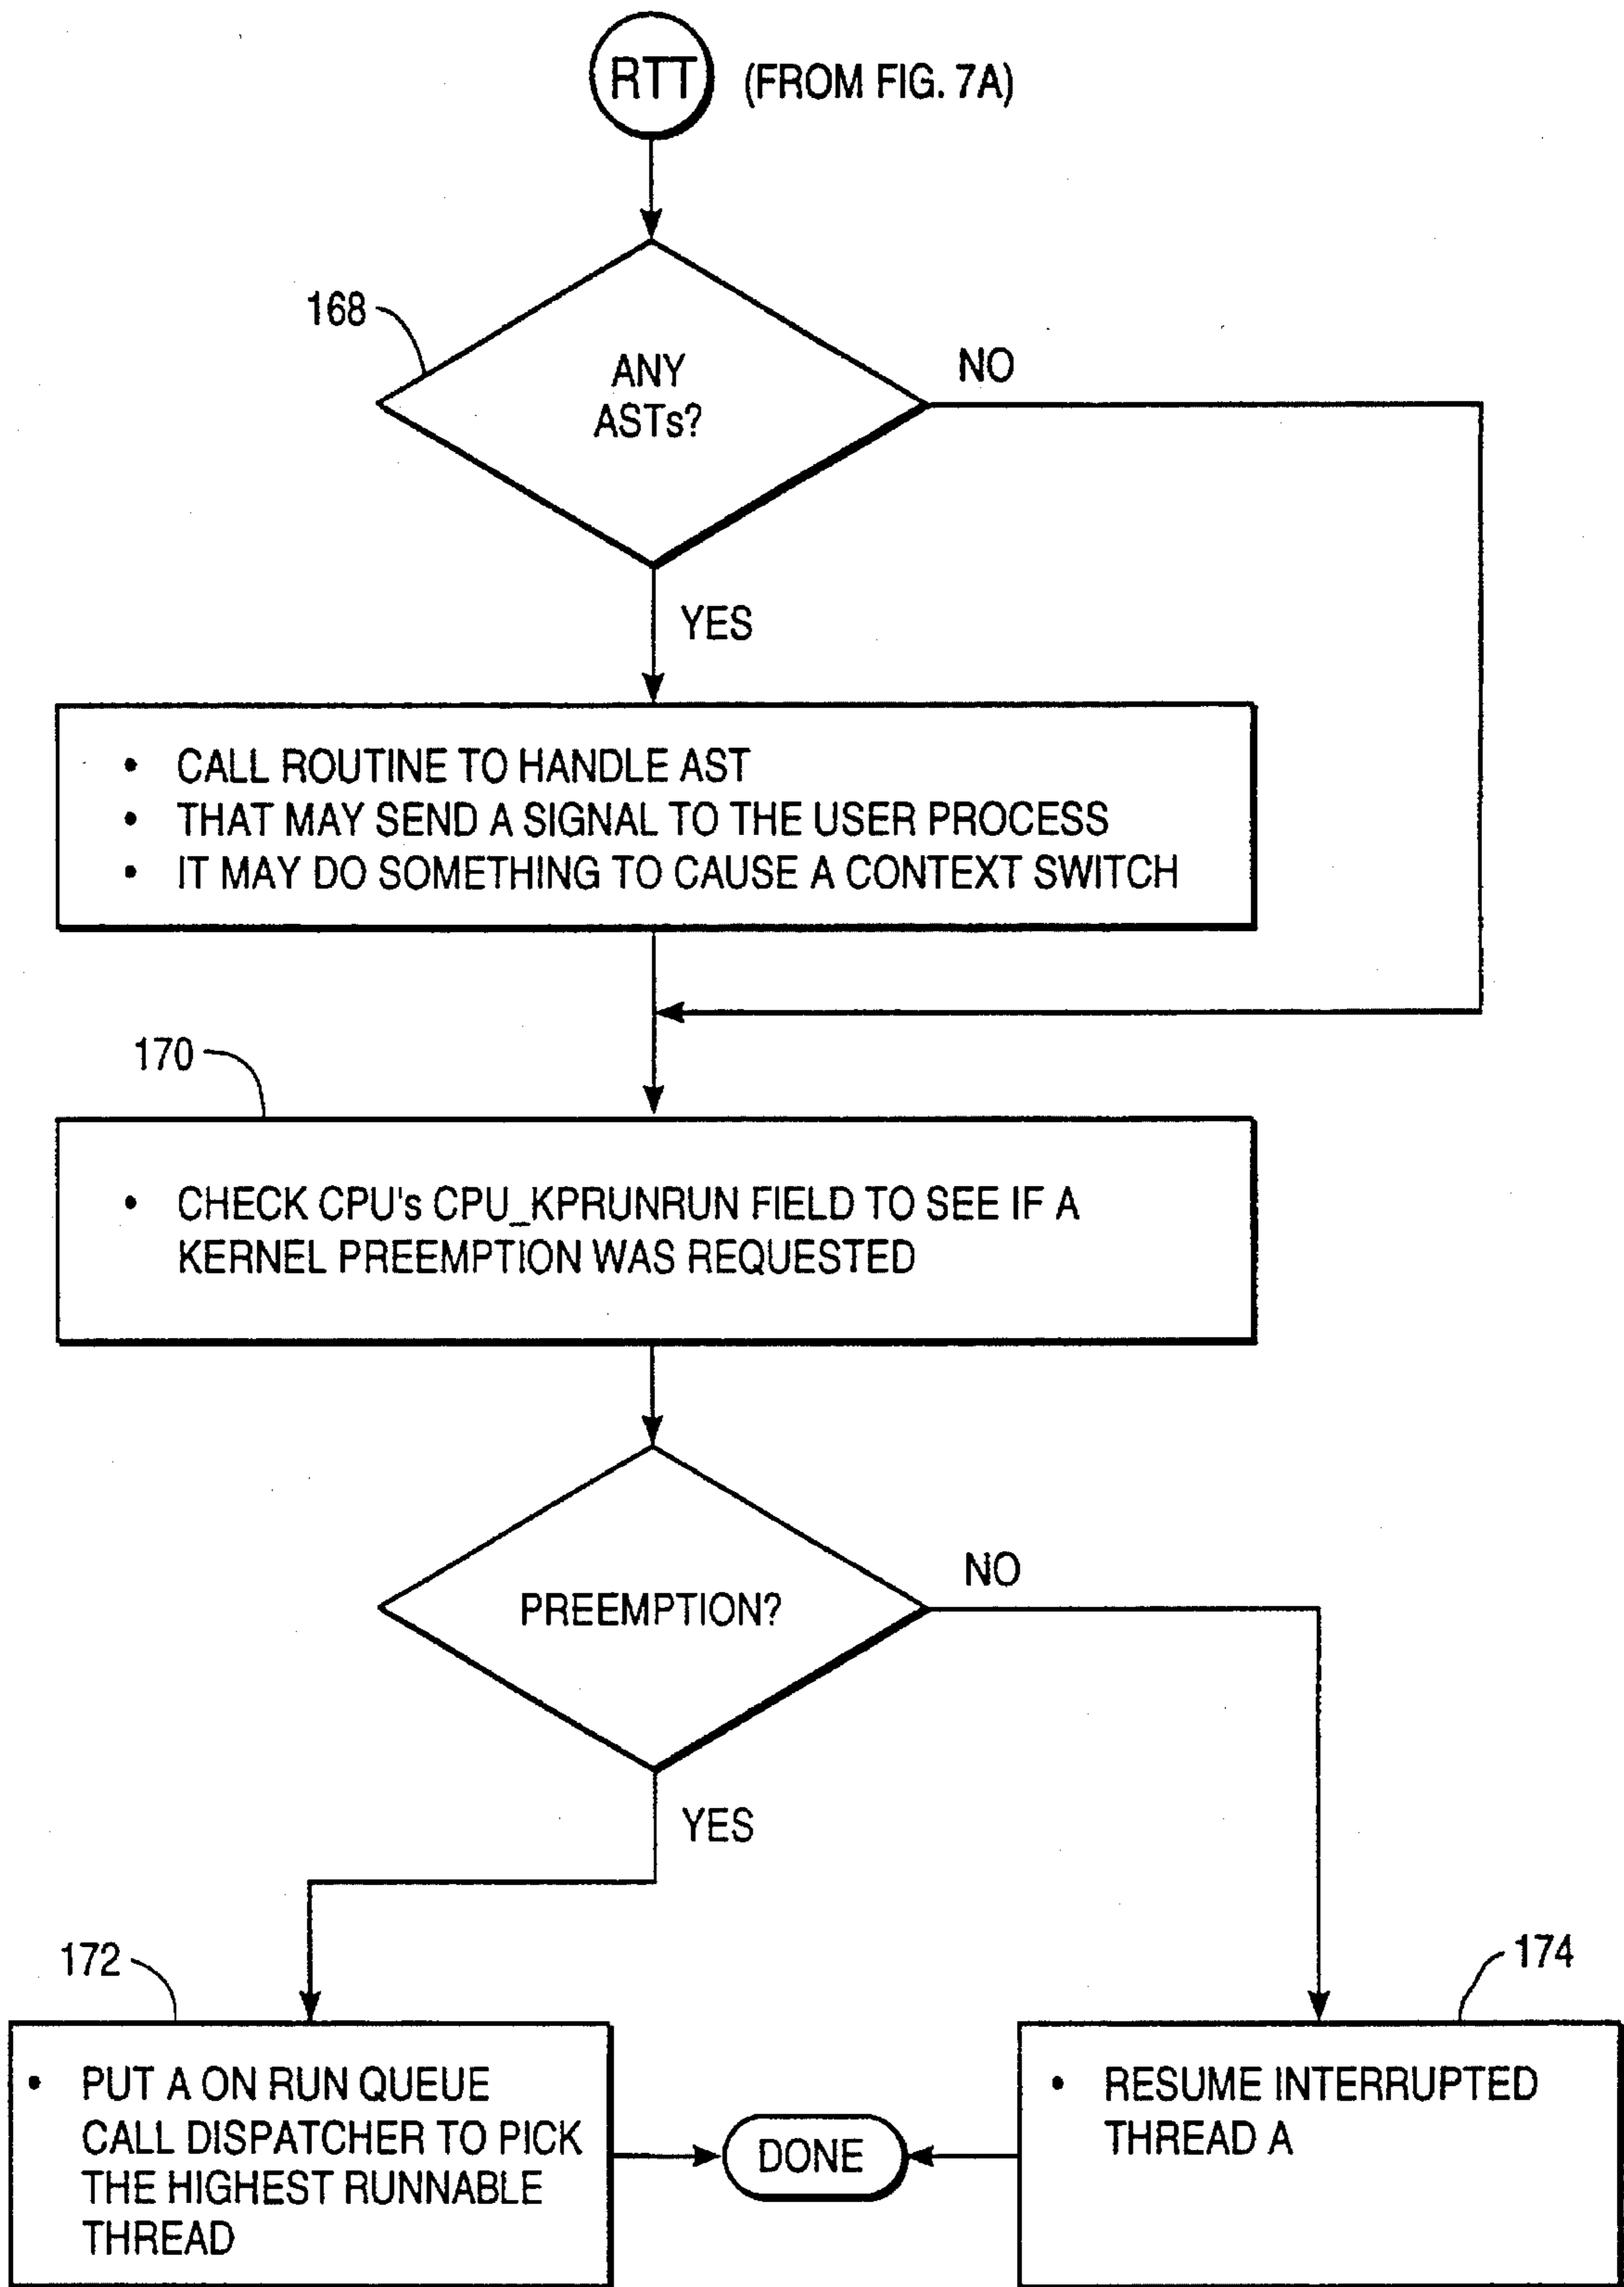 RTT (FROM FIG. 7A)
168
ANY
ASTs?
NO
YES
• CALL ROUTINE TO HANDLE AST
• THAT MAY SEND A SIGNAL TO THE USER PROCESS
• IT MAY DO SOMETHING TO CAUSE A CONTEXT SWITCH
170
• CHECK CPU's CPU_KPRUNRUN FIELD TO SEE IF A
KERNEL PREEMPTION WAS REQUESTED
PREEMPTION?
NO
YES
172
• PUT A ON RUN QUEUE
CALL DISPATCHER TO PICK
THE HIGHEST RUNNABLE
THREAD
DONE
174
• RESUME INTERRUPTED
THREAD A